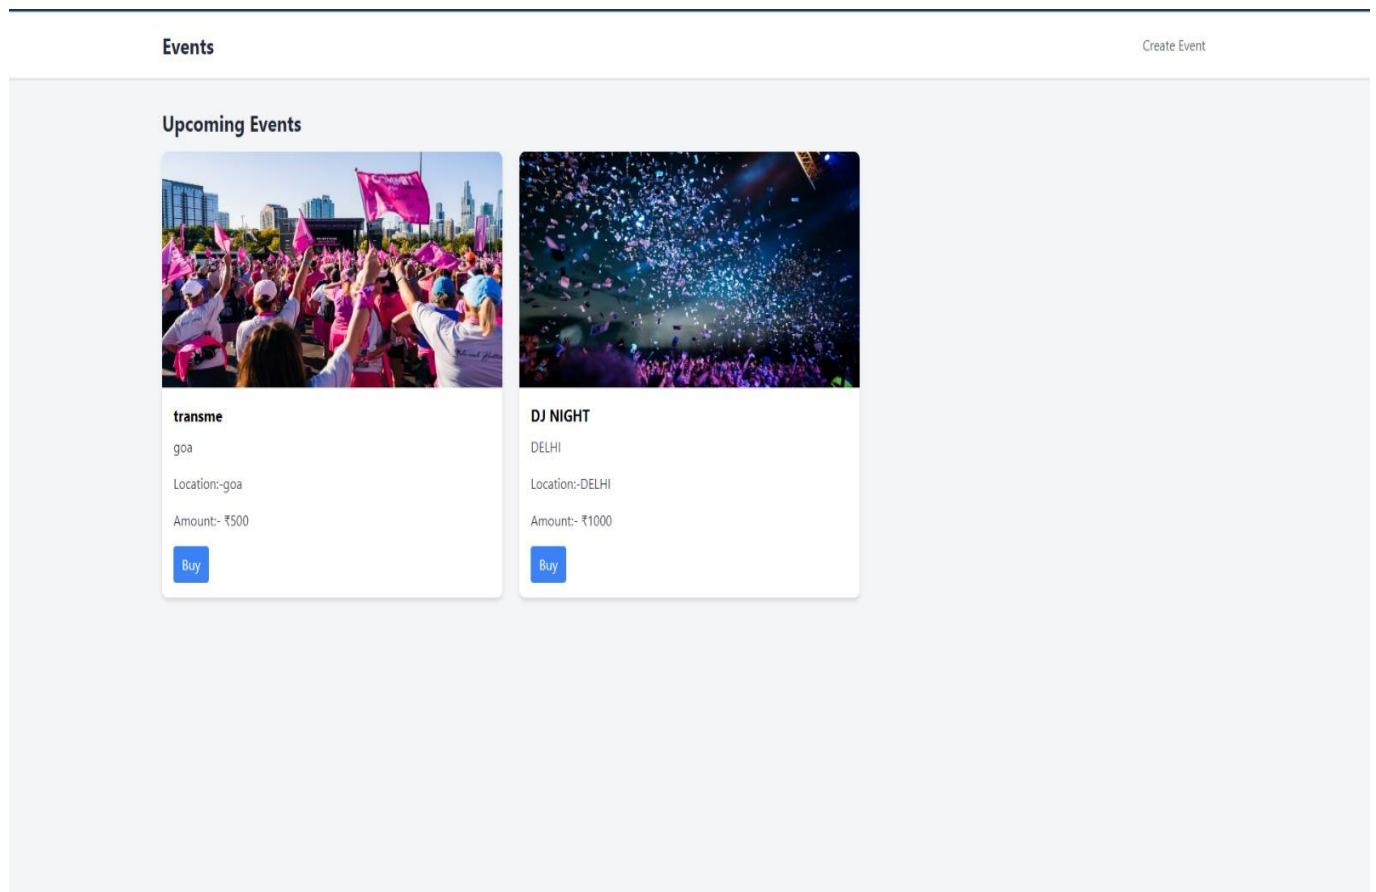 Events
Create Event
Upcoming Events
transme
goa
Location:-goa
Amount:- ₹500
Buy
DJ NIGHT
DELHI
Location:-DELHI
Amount:- ₹1000
Buy